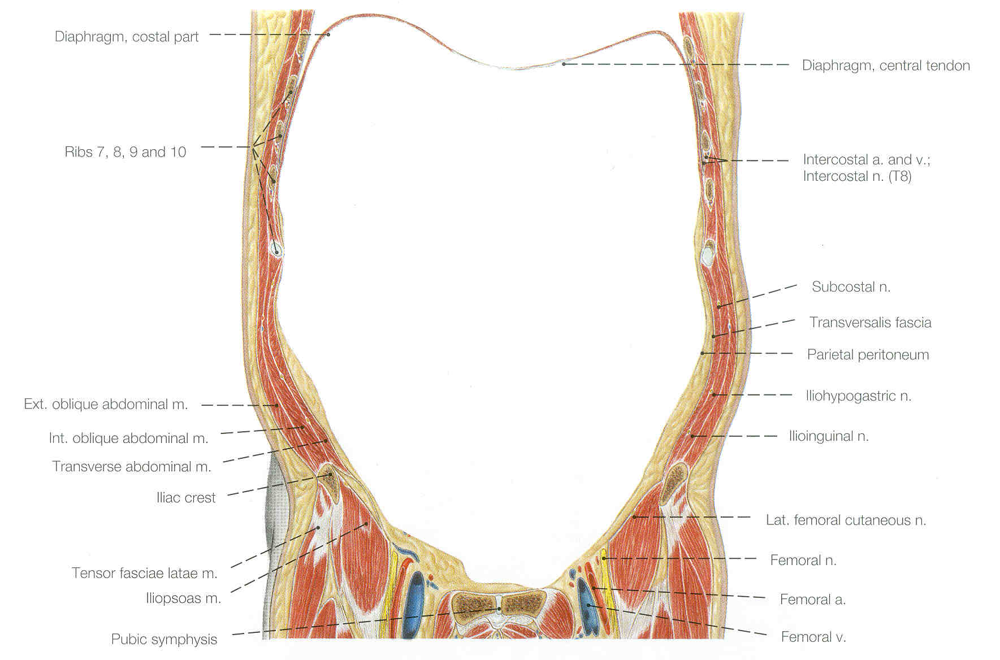 Diaphragm, costal part
Ribs 7, 8, 9 and 10
Ext. oblique abdominal m.
Int. oblique abdominal m.
Transverse abdominal m.
Iliac crest
Tensor fasciae latae m.
Iliopsoas m.
Pubic symphysis
Diaphragm, central tendon
Intercostal a. and v.;
Intercostal n. (T8)
Subcostal n.
Transversalis fascia
Parietal peritoneum
Iliohypogastric n.
Ilioinguinal n.
Lat. femoral cutaneous n.
Femoral n.
Femoral a.
Femoral v.